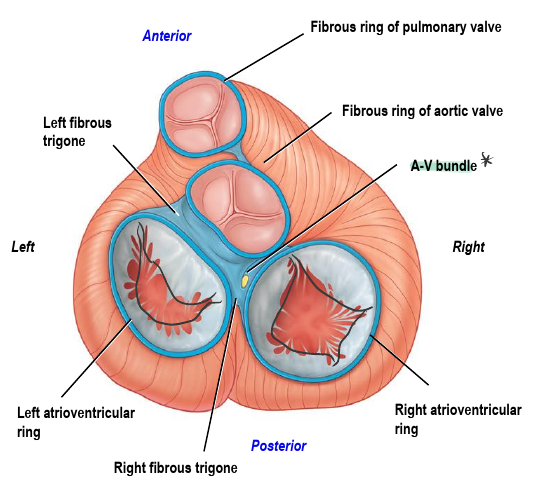 Fibrous ring of pulmonary valve
Anterior
Fibrous ring of aortic valve
Left fibrous
trigone
A-V bundle
Left
Right
Left atrioventricular
ring
Right atrioventricular
ring
Posterior
Right fibrous trigone